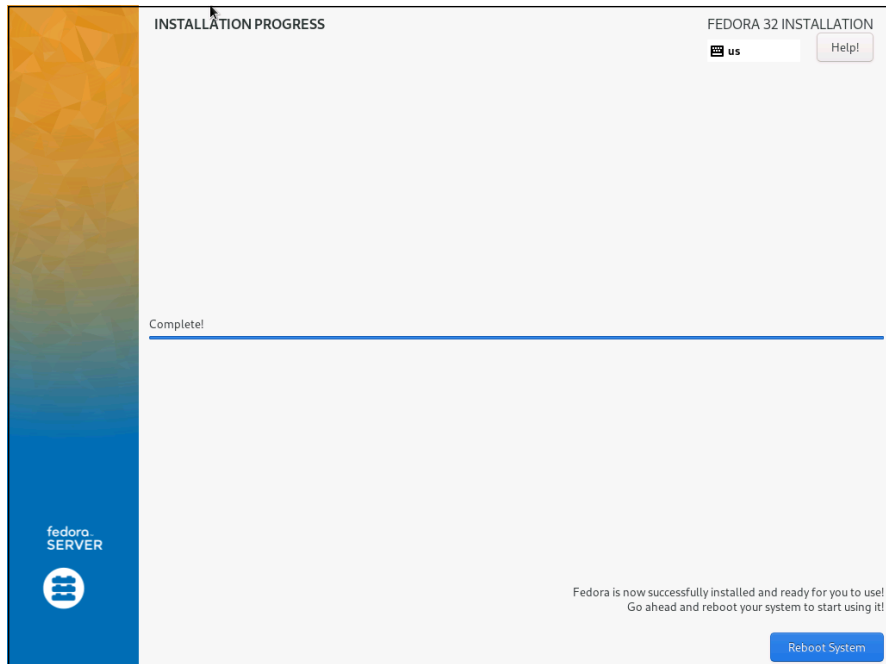 INSTALLATION PROGRESS
FEDORA 32 INSTALLATION
us
Help!
Complete!
fedora
SERVER
Fedora is now successfully installed and ready for you to use!
Go ahead and reboot your system to start using it!
Reboot System